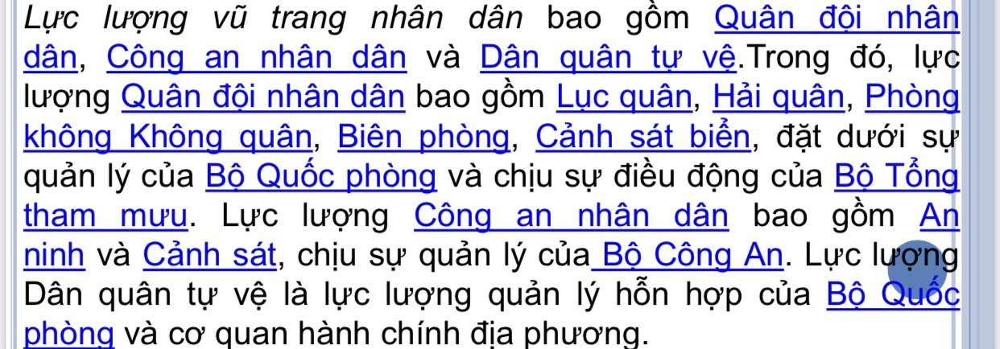 Lực lượng vũ trang nhân dân bao gồm Quân đội nhân
dân, Công an nhân dân và Dân quân tự vệ.Trong đó, lực
lượng Quân đội nhân dân bao gồm Lục quân, Hải quân, Phòng
không Không quân, Biên phòng, Cảnh sát biển, đặt dưới sự
quản lý của Bộ Quốc phòng và chịu sự điều động của Bộ Tổng
tham mưu. Lực lượng Công an nhân dân bao gồm An
ninh và Cảnh sát, chịu sự quản lý của Bộ Công An. Lực lượng
Dân quân tự vệ là lực lượng quản lý hỗn hợp của Bộ Quốc
phòng và cơ quan hành chính địa phương.